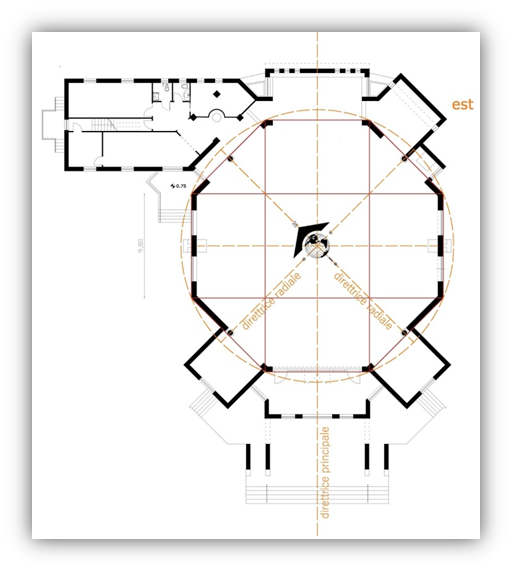 est
0.75
9,80
direttrice radiale
direttrice radiale
direttrice principale